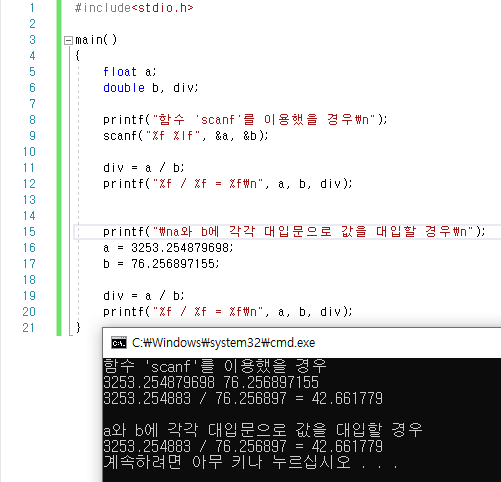 1 #include<stdio.h>
2
3 main()
4 {
5 float a;
6 double b, div;
7
8 printf("함수 'scanf'를 이용했을 경우₩n");
9 scanf("%f %lf", &a, &b);
10
11 div = a / b;
12 printf("%f / %f = %f₩n", a, b, div);
13
14
15 printf("₩na와 b에 각각 대입문으로 값을 대입할 경우₩n");
16 a = 3253.254879698;
17 b = 76.256897155;
18
19 div = a / b;
20 printf("%f / %f = %f₩n", a, b, div);
21 }
C:₩Windows₩system32₩cmd.exe
함수 'scanf'를 이용했을 경우
3253.254879698 76.256897155
3253.254883 / 76.256897 = 42.661779
a와 b에 각각 대입문으로 값을 대입할 경우
3253.254883 / 76.256897 = 42.661779
계속하려면 아무 키나 누르십시오 . . .